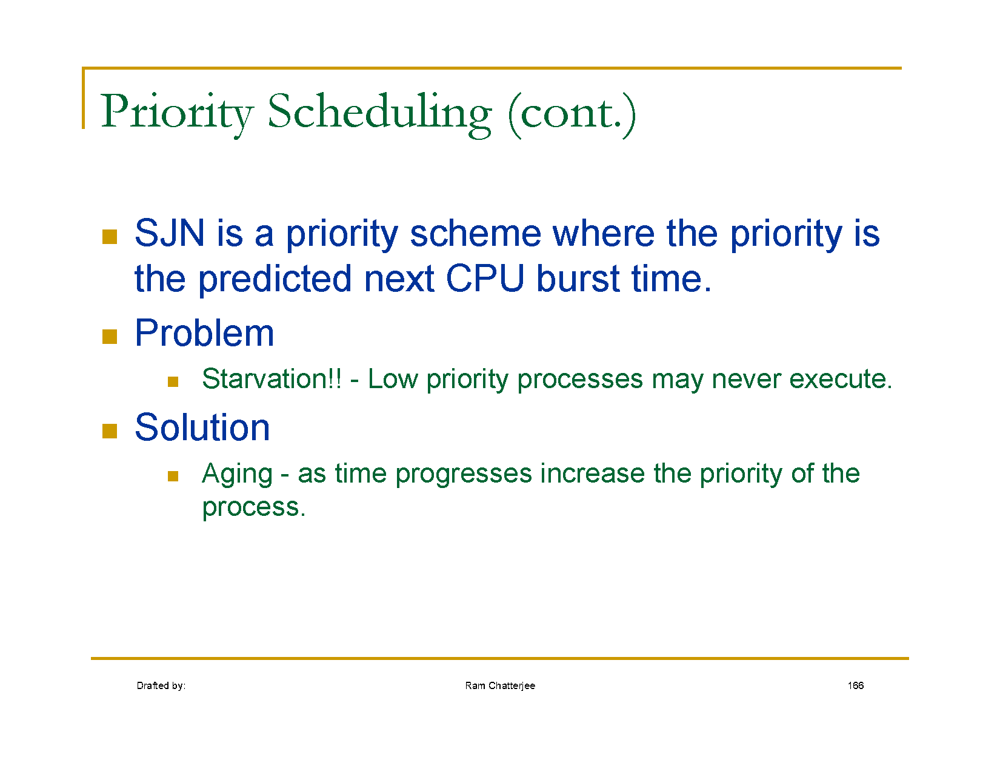 Priority Scheduling (cont.)
SJN is a priority scheme where the priority is
the predicted next CPU burst time.
Problem
Starvation!! - Low priority processes may never execute.
Solution
Aging - as time progresses increase the priority of the
process.
Drafted by: Ram Chatterjee 166